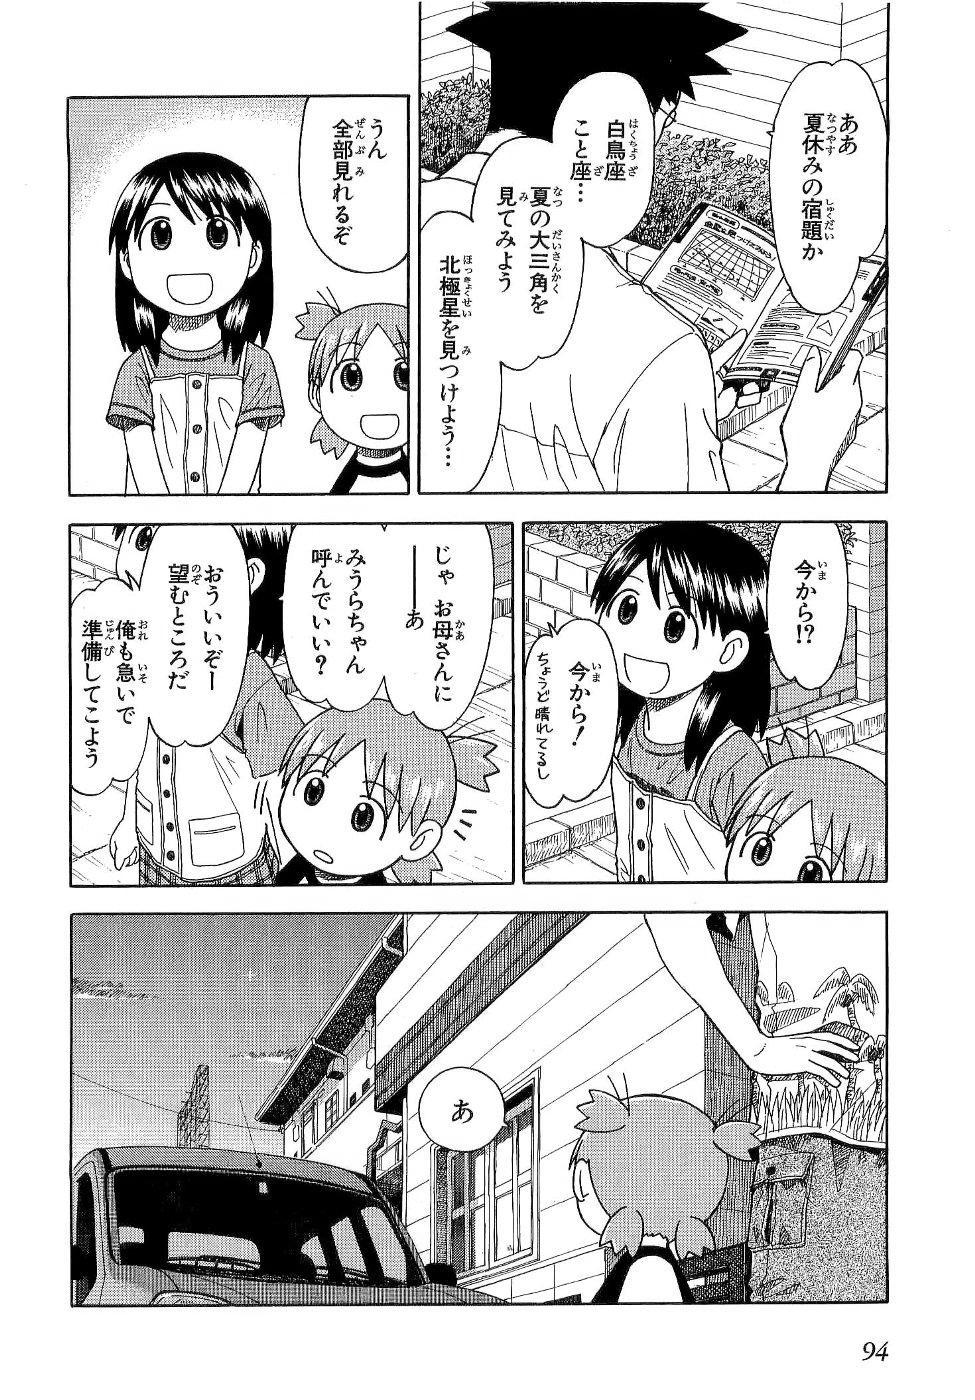 ああ
夏休みの宿題か
白鳥座
こと座…
夏の大三角を
見てみよう
北極星を見つけよう…
うん
全部見れるぞ
今から!?
今から!
ちょうど晴れてるし
じゃ お母さんに
――あ
みうらちゃん
呼んでいい?
おういいぞー
望むところだ
俺も急いで
準備してこよう
あ
94